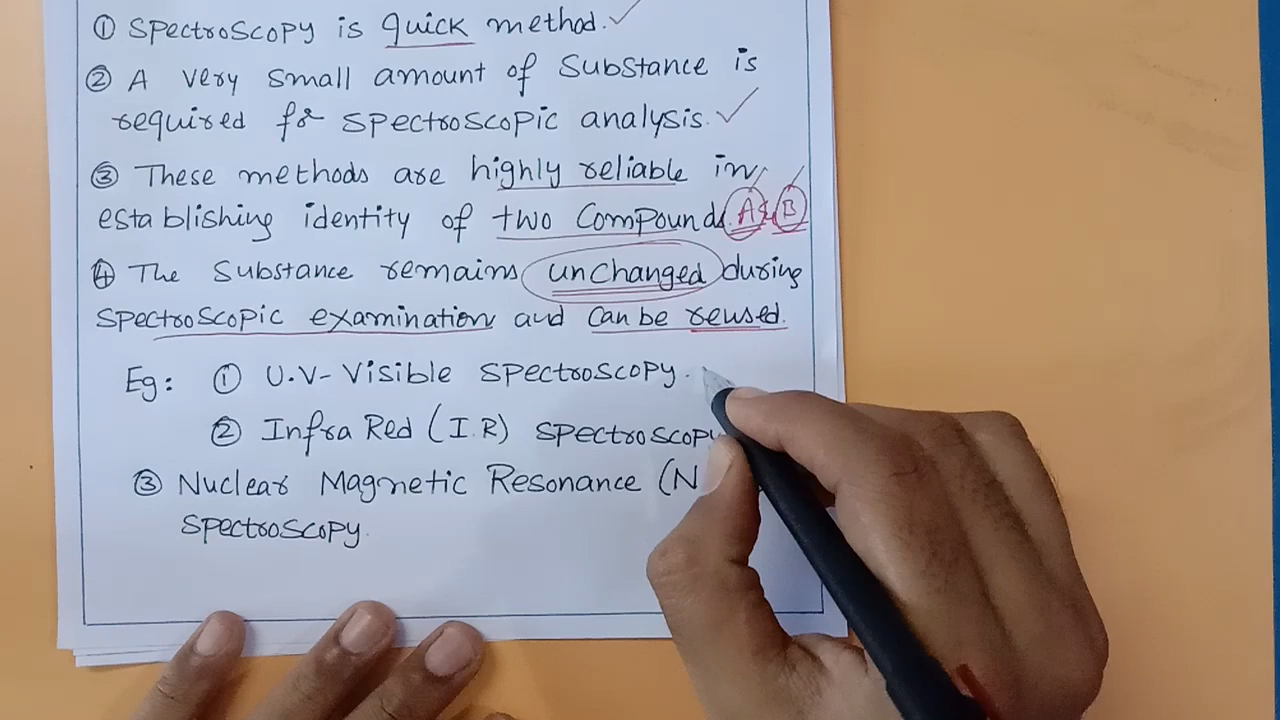 ① Spectroscopy is quick method. ✓
② A very small amount of substance is
required for spectroscopic analysis. ✓
③ These methods are highly reliable in
establishing identity of two compounds. A & B
④ The substance remains unchanged during
spectroscopic examination and can be reused.
Eg: ① U.V-Visible spectroscopy.
② Infra Red (I.R) spectroscopy
③ Nuclear Magnetic Resonance (N
spectrooscopy.